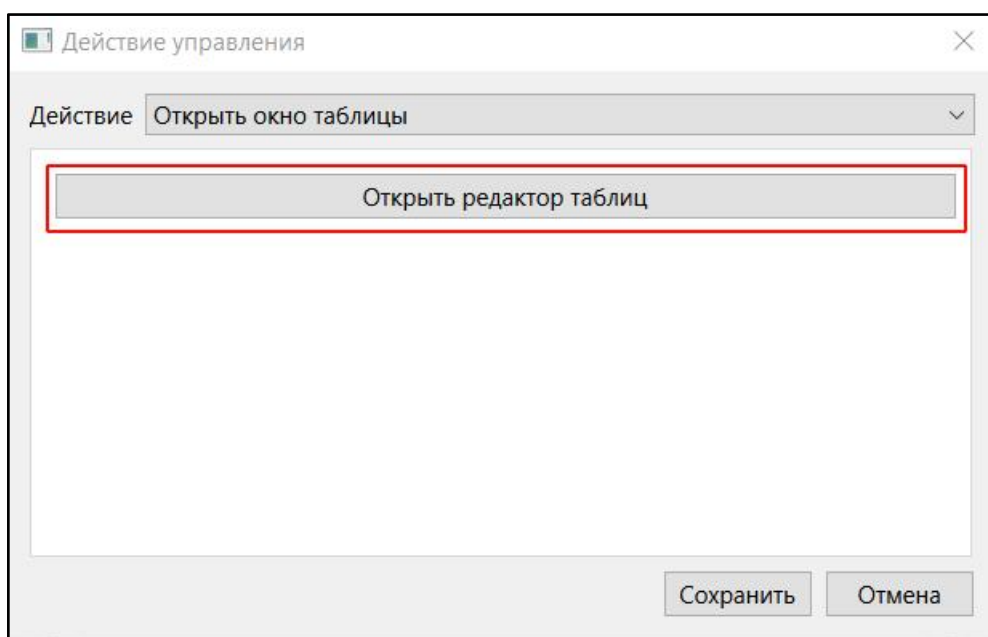 Действие управления
Действие Открыть окно таблицы
Открыть редактор таблиц
Сохранить Отмена